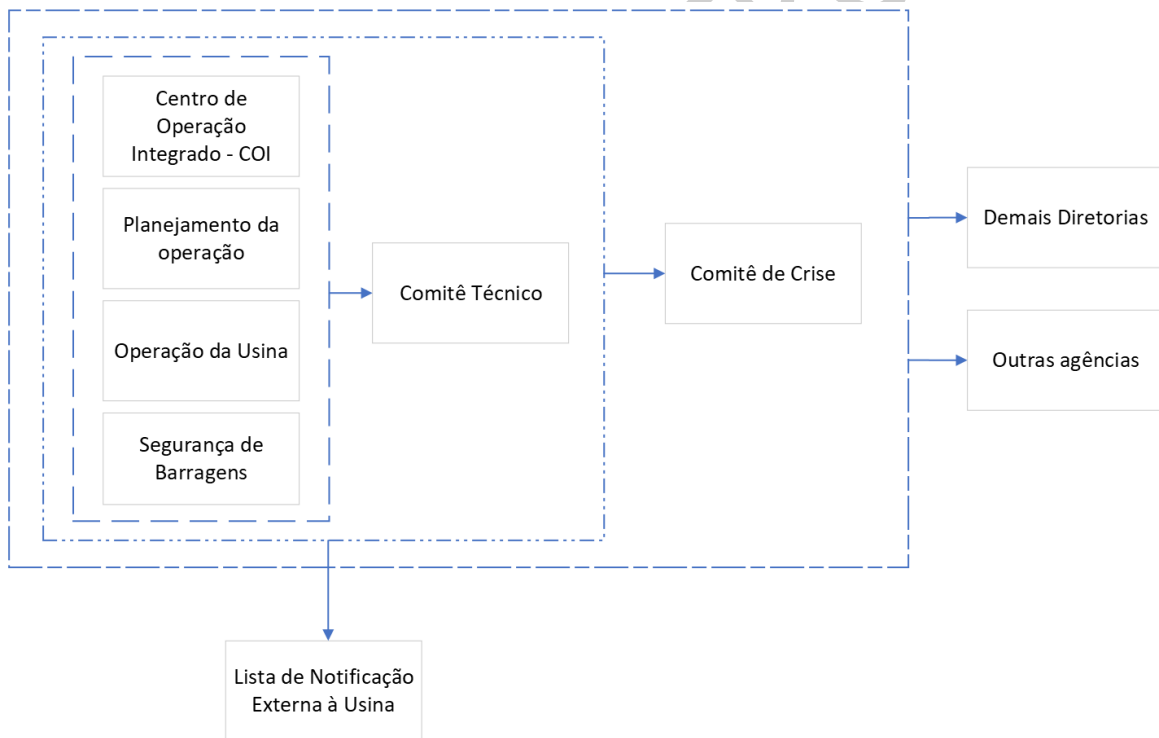 Centro de
Operação
Integrado - COI
Planejamento da
operação
Operação da Usina
Segurança de
Barragens
Comitê Técnico
Comitê de Crise
Demais Diretorias
Outras agências
Lista de Notificação
Externa à Usina